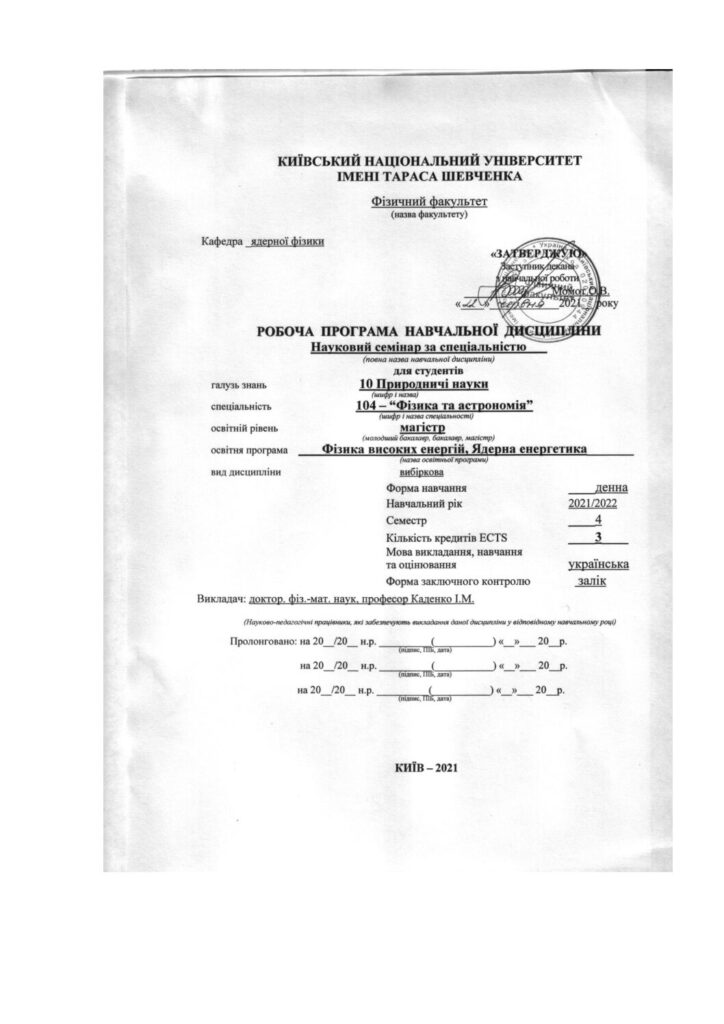 КИЇВСЬКИЙ НАЦІОНАЛЬНИЙ УНІВЕРСИТЕТ
ІМЕНІ ТАРАСА ШЕВЧЕНКА
Фізичний факультет
(назва факультету)
Кафедра ядерної фізики
«ЗАТВЕРДЖУЮ»
Заступник декана
з навчальної роботи
Момот О.В.
«22» червня 2021 року
РОБОЧА ПРОГРАМА НАВЧАЛЬНОЇ ДИСЦИПЛІНИ
Науковий семінар за спеціальністю
(повна назва навчальної дисципліни)
для студентів
галузь знань 10 Природничі науки
(шифр і назва)
спеціальність 104 – “Фізика та астрономія”
(шифр і назва спеціальності)
освітній рівень магістр
(молодший бакалавр, бакалавр, магістр)
освітня програма Фізика високих енергій, Ядерна енергетика
(назва освітньої програми)
вид дисципліни вибіркова
Форма навчання денна
Навчальний рік 2021/2022
Семестр 4
Кількість кредитів ECTS 3
Мова викладання, навчання
та оцінювання українська
Форма заключного контролю залік
Викладач: доктор. фіз.-мат. наук, професор Каденко І.М.
(Науково-педагогічні працівники, які забезпечують викладання даної дисципліни у відповідному навчальному році)
Пролонговано: на 20__/20__ н.р. __________(___________) «__»___ 20__р.
(підпис, ПІБ, дата)
на 20__/20__ н.р. __________(___________) «__»___ 20__р.
(підпис, ПІБ, дата)
на 20__/20__ н.р. __________(___________) «__»___ 20__р.
(підпис, ПІБ, дата)
КИЇВ – 2021